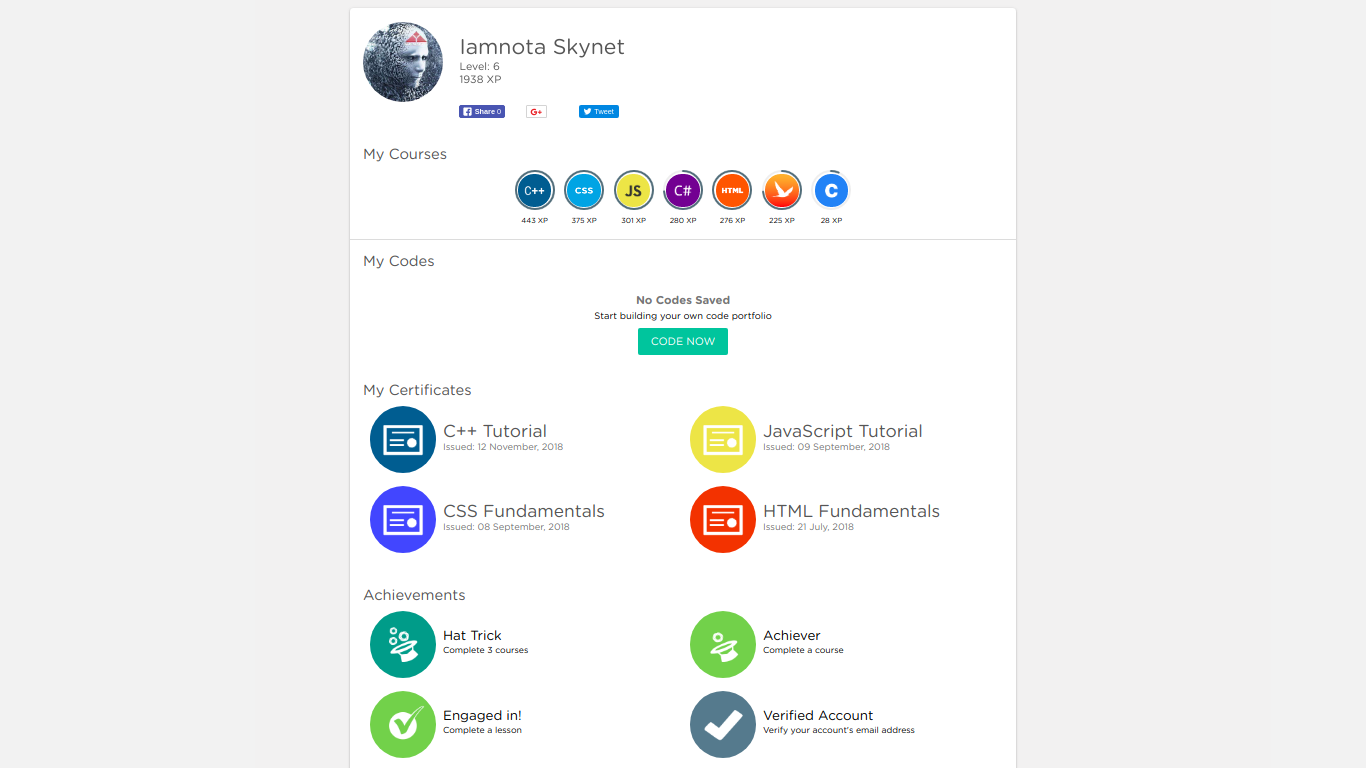 Iamnota Skynet
Level: 6
1938 XP
Share 0
G+
Tweet
My Courses
C++
CSS
JS
C#
HTML
C
443 XP
375 XP
301 XP
280 XP
276 XP
225 XP
28 XP
My Codes
No Codes Saved
Start building your own code portfolio
CODE NOW
My Certificates
C++ Tutorial
Issued: 12 November, 2018
JavaScript Tutorial
Issued: 09 September, 2018
CSS Fundamentals
Issued: 08 September, 2018
HTML Fundamentals
Issued: 21 July, 2018
Achievements
Hat Trick
Complete 3 courses
Achiever
Complete a course
Engaged in!
Complete a lesson
Verified Account
Verify your account's email address